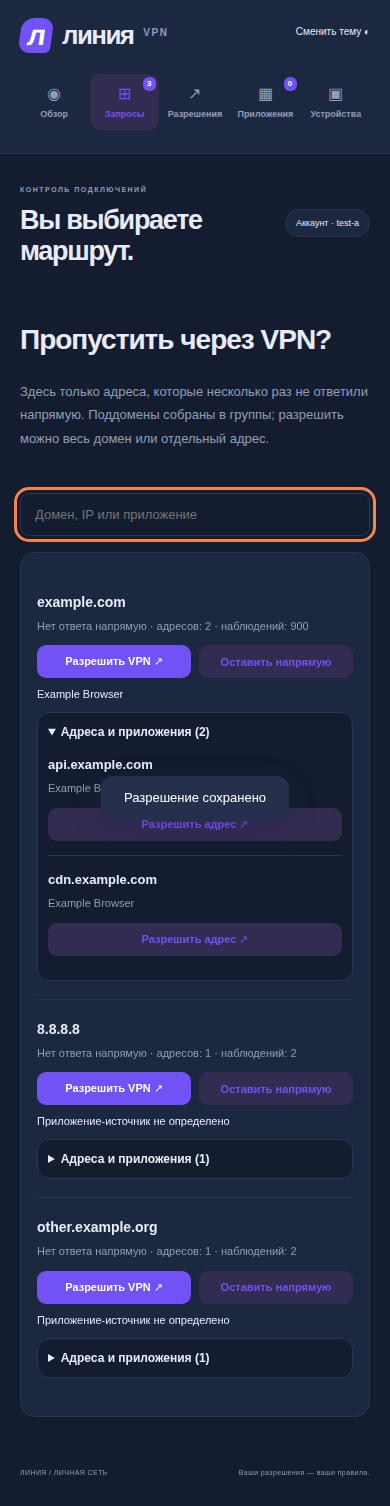 Л ЛИНИЯ VPN
Сменить тему
Обзор
3
Запросы
Разрешения
0
Приложения
Устройства
КОНТРОЛЬ ПОДКЛЮЧЕНИЙ
Вы выбираете
маршрут.
Аккаунт · test-a
Пропустить через VPN?
Здесь только адреса, которые несколько раз не ответили
напрямую. Поддомены собраны в группы; разрешить
можно весь домен или отдельный адрес.
Домен, IP или приложение
example.com
Нет ответа напрямую · адресов: 2 · наблюдений: 900
Разрешить VPN ↗
Оставить напрямую
Example Browser
▼ Адреса и приложения (2)
api.example.com
Example B
Разрешение сохранено
Разрешить адрес ↗
cdn.example.com
Example Browser
Разрешить адрес ↗
8.8.8.8
Нет ответа напрямую · адресов: 1 · наблюдений: 2
Разрешить VPN ↗
Оставить напрямую
Приложение-источник не определено
▶ Адреса и приложения (1)
other.example.org
Нет ответа напрямую · адресов: 1 · наблюдений: 2
Разрешить VPN ↗
Оставить напрямую
Приложение-источник не определено
▶ Адреса и приложения (1)
ЛИНИЯ / ЛИЧНАЯ СЕТЬ
Ваши разрешения — ваши правила.